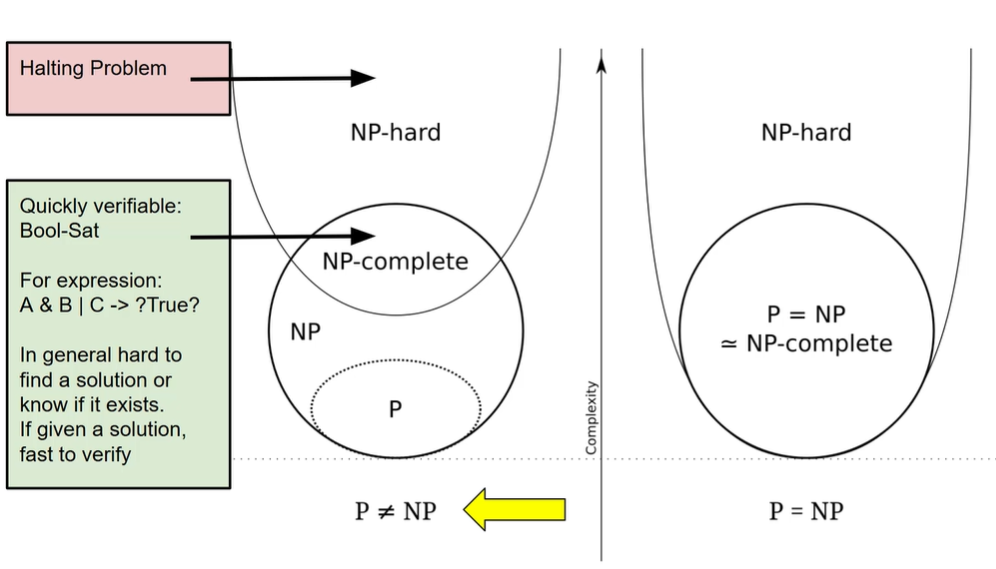 Halting Problem
Quickly verifiable:
Bool-Sat
For expression:
A & B | C -> ?True?
In general hard to
find a solution or
know if it exists.
If given a solution,
fast to verify
NP-hard
NP-complete
NP
P
P ≠ NP
Complexity
NP-hard
P = NP
≃ NP-complete
P = NP